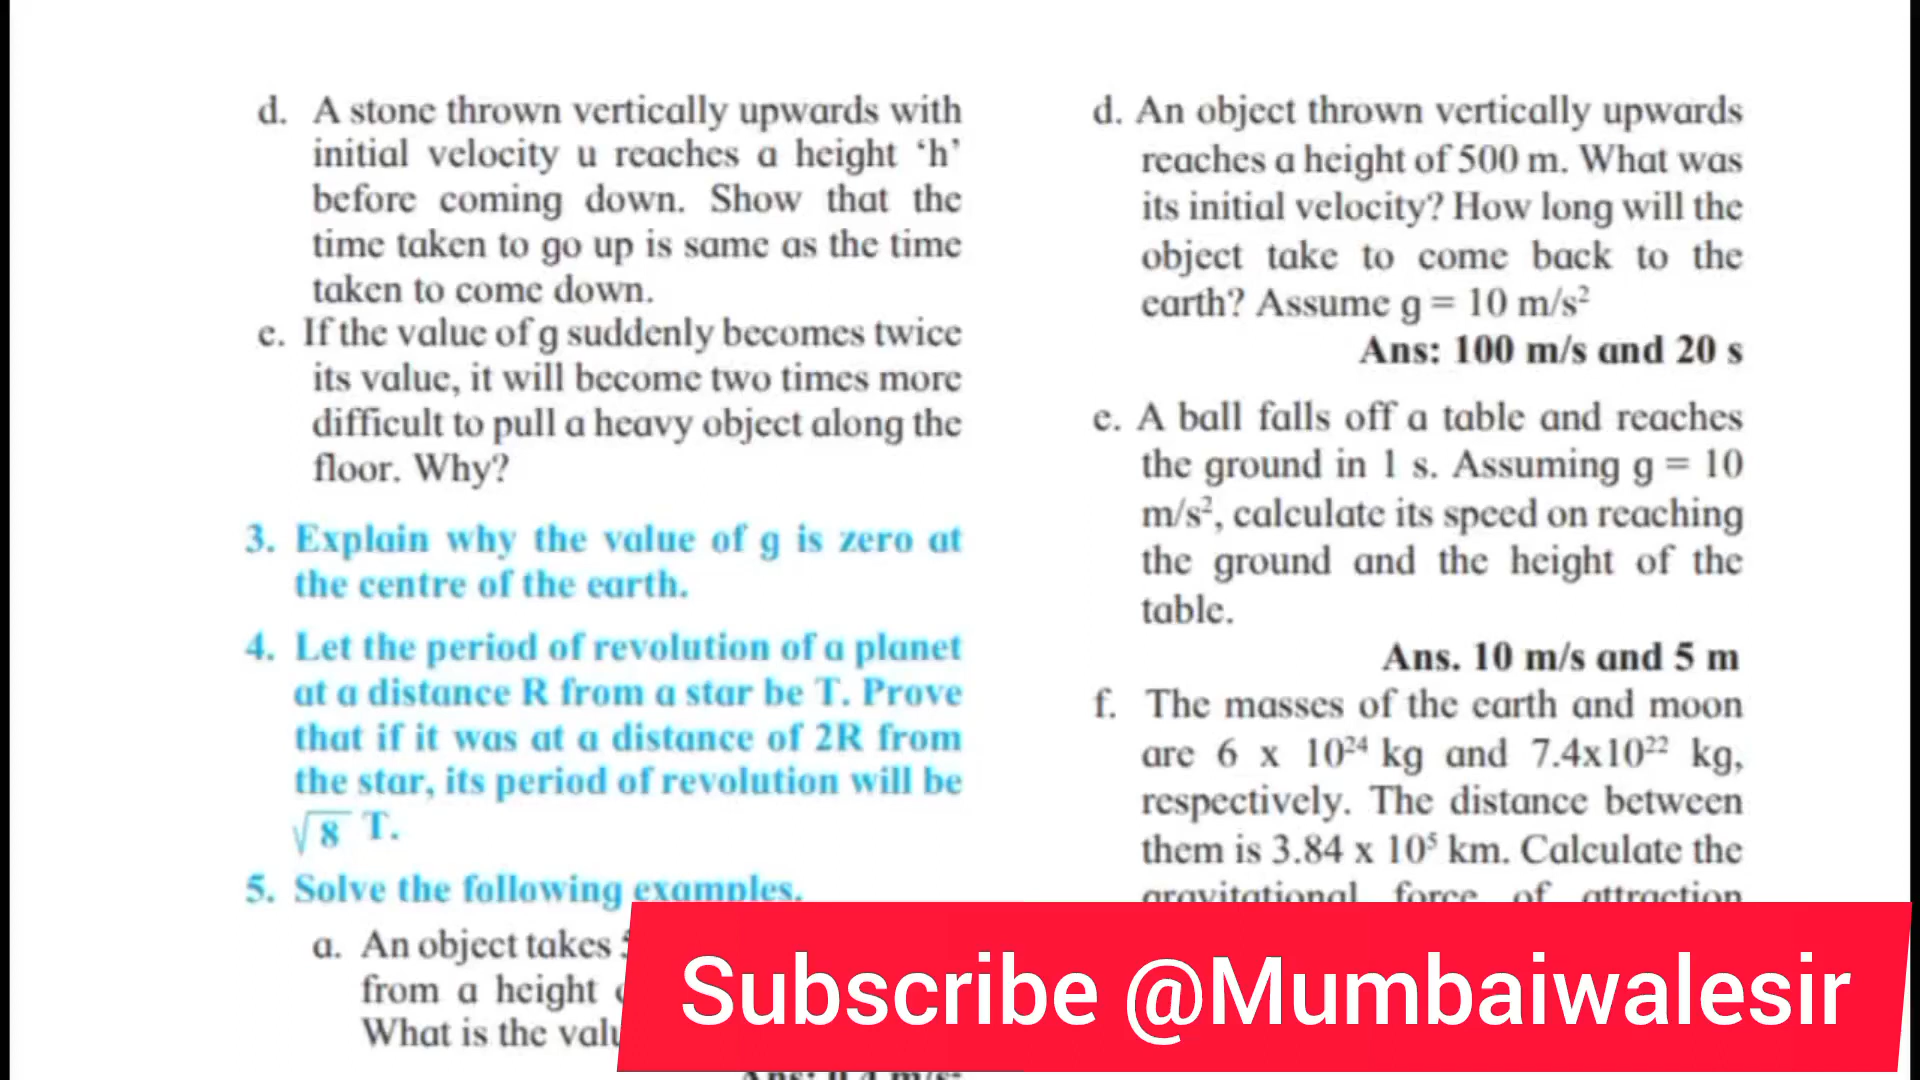 d. A stone thrown vertically upwards with
initial velocity u reaches a height ‘h’
before coming down. Show that the
time taken to go up is same as the time
taken to come down.
e. If the value of g suddenly becomes twice
its value, it will become two times more
difficult to pull a heavy object along the
floor. Why?
3. Explain why the value of g is zero at
the centre of the earth.
4. Let the period of revolution of a planet
at a distance R from a star be T. Prove
that if it was at a distance of 2R from
the star, its period of revolution will be
√8 T.
5. Solve the following examples.
a. An object takes 5
from a height
What is the valu
d. An object thrown vertically upwards
reaches a height of 500 m. What was
its initial velocity? How long will the
object take to come back to the
earth? Assume g = 10 m/s²
Ans: 100 m/s and 20 s
e. A ball falls off a table and reaches
the ground in 1 s. Assuming g = 10
m/s², calculate its speed on reaching
the ground and the height of the
table.
Ans. 10 m/s and 5 m
f. The masses of the earth and moon
are 6 x 10²⁴ kg and 7.4x10²² kg,
respectively. The distance between
them is 3.84 x 10⁵ km. Calculate the
gravitational force of attraction
Subscribe @Mumbaiwalesir